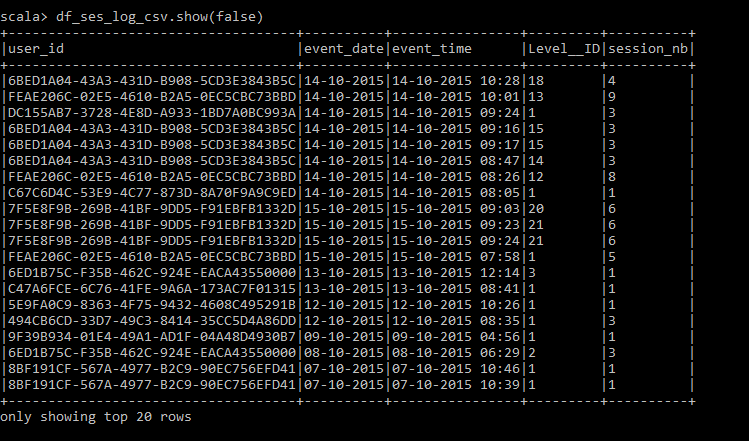 scala> df_ses_log_csv.show(false)
+------------------------------------+----------+----------------+---------+----------+
|user_id                             |event_date|event_time      |Level__ID|session_nb|
+------------------------------------+----------+----------------+---------+----------+
|6BED1A04-43A3-431D-B908-5CD3E3843B5C|14-10-2015|14-10-2015 10:28|18       |4         |
|FEAE206C-02E5-4610-B2A5-0EC5CBC73BBD|14-10-2015|14-10-2015 10:01|13       |9         |
|DC155AB7-3728-4E8D-A933-1BD7A0BC993A|14-10-2015|14-10-2015 09:24|1        |3         |
|6BED1A04-43A3-431D-B908-5CD3E3843B5C|14-10-2015|14-10-2015 09:16|15       |3         |
|6BED1A04-43A3-431D-B908-5CD3E3843B5C|14-10-2015|14-10-2015 09:17|15       |3         |
|6BED1A04-43A3-431D-B908-5CD3E3843B5C|14-10-2015|14-10-2015 08:47|14       |3         |
|FEAE206C-02E5-4610-B2A5-0EC5CBC73BBD|14-10-2015|14-10-2015 08:26|12       |8         |
|C67C6D4C-53E9-4C77-873D-8A70F9A9C9ED|14-10-2015|14-10-2015 08:05|1        |1         |
|7F5E8F9B-269B-41BF-9DD5-F91EBFB1332D|15-10-2015|15-10-2015 09:03|20       |6         |
|7F5E8F9B-269B-41BF-9DD5-F91EBFB1332D|15-10-2015|15-10-2015 09:23|21       |6         |
|7F5E8F9B-269B-41BF-9DD5-F91EBFB1332D|15-10-2015|15-10-2015 09:24|21       |6         |
|FEAE206C-02E5-4610-B2A5-0EC5CBC73BBD|15-10-2015|15-10-2015 07:58|1        |5         |
|6ED1B75C-F35B-462C-924E-EACA43550000|13-10-2015|13-10-2015 12:14|3        |1         |
|C47A6FCE-6C76-41FE-9A6A-173AC7F01315|13-10-2015|13-10-2015 08:41|1        |1         |
|5E9FA0C9-8363-4F75-9432-4608C495291B|12-10-2015|12-10-2015 10:26|1        |1         |
|494CB6CD-33D7-49C3-8414-35CC5D4A86DD|12-10-2015|12-10-2015 08:35|1        |3         |
|9F39B934-01E4-49A1-AD1F-04A48D4930B7|09-10-2015|09-10-2015 04:56|1        |1         |
|6ED1B75C-F35B-462C-924E-EACA43550000|08-10-2015|08-10-2015 06:29|2        |3         |
|8BF191CF-567A-4977-B2C9-90EC756EFD41|07-10-2015|07-10-2015 10:46|1        |1         |
|8BF191CF-567A-4977-B2C9-90EC756EFD41|07-10-2015|07-10-2015 10:39|1        |1         |
+------------------------------------+----------+----------------+---------+----------+
only showing top 20 rows